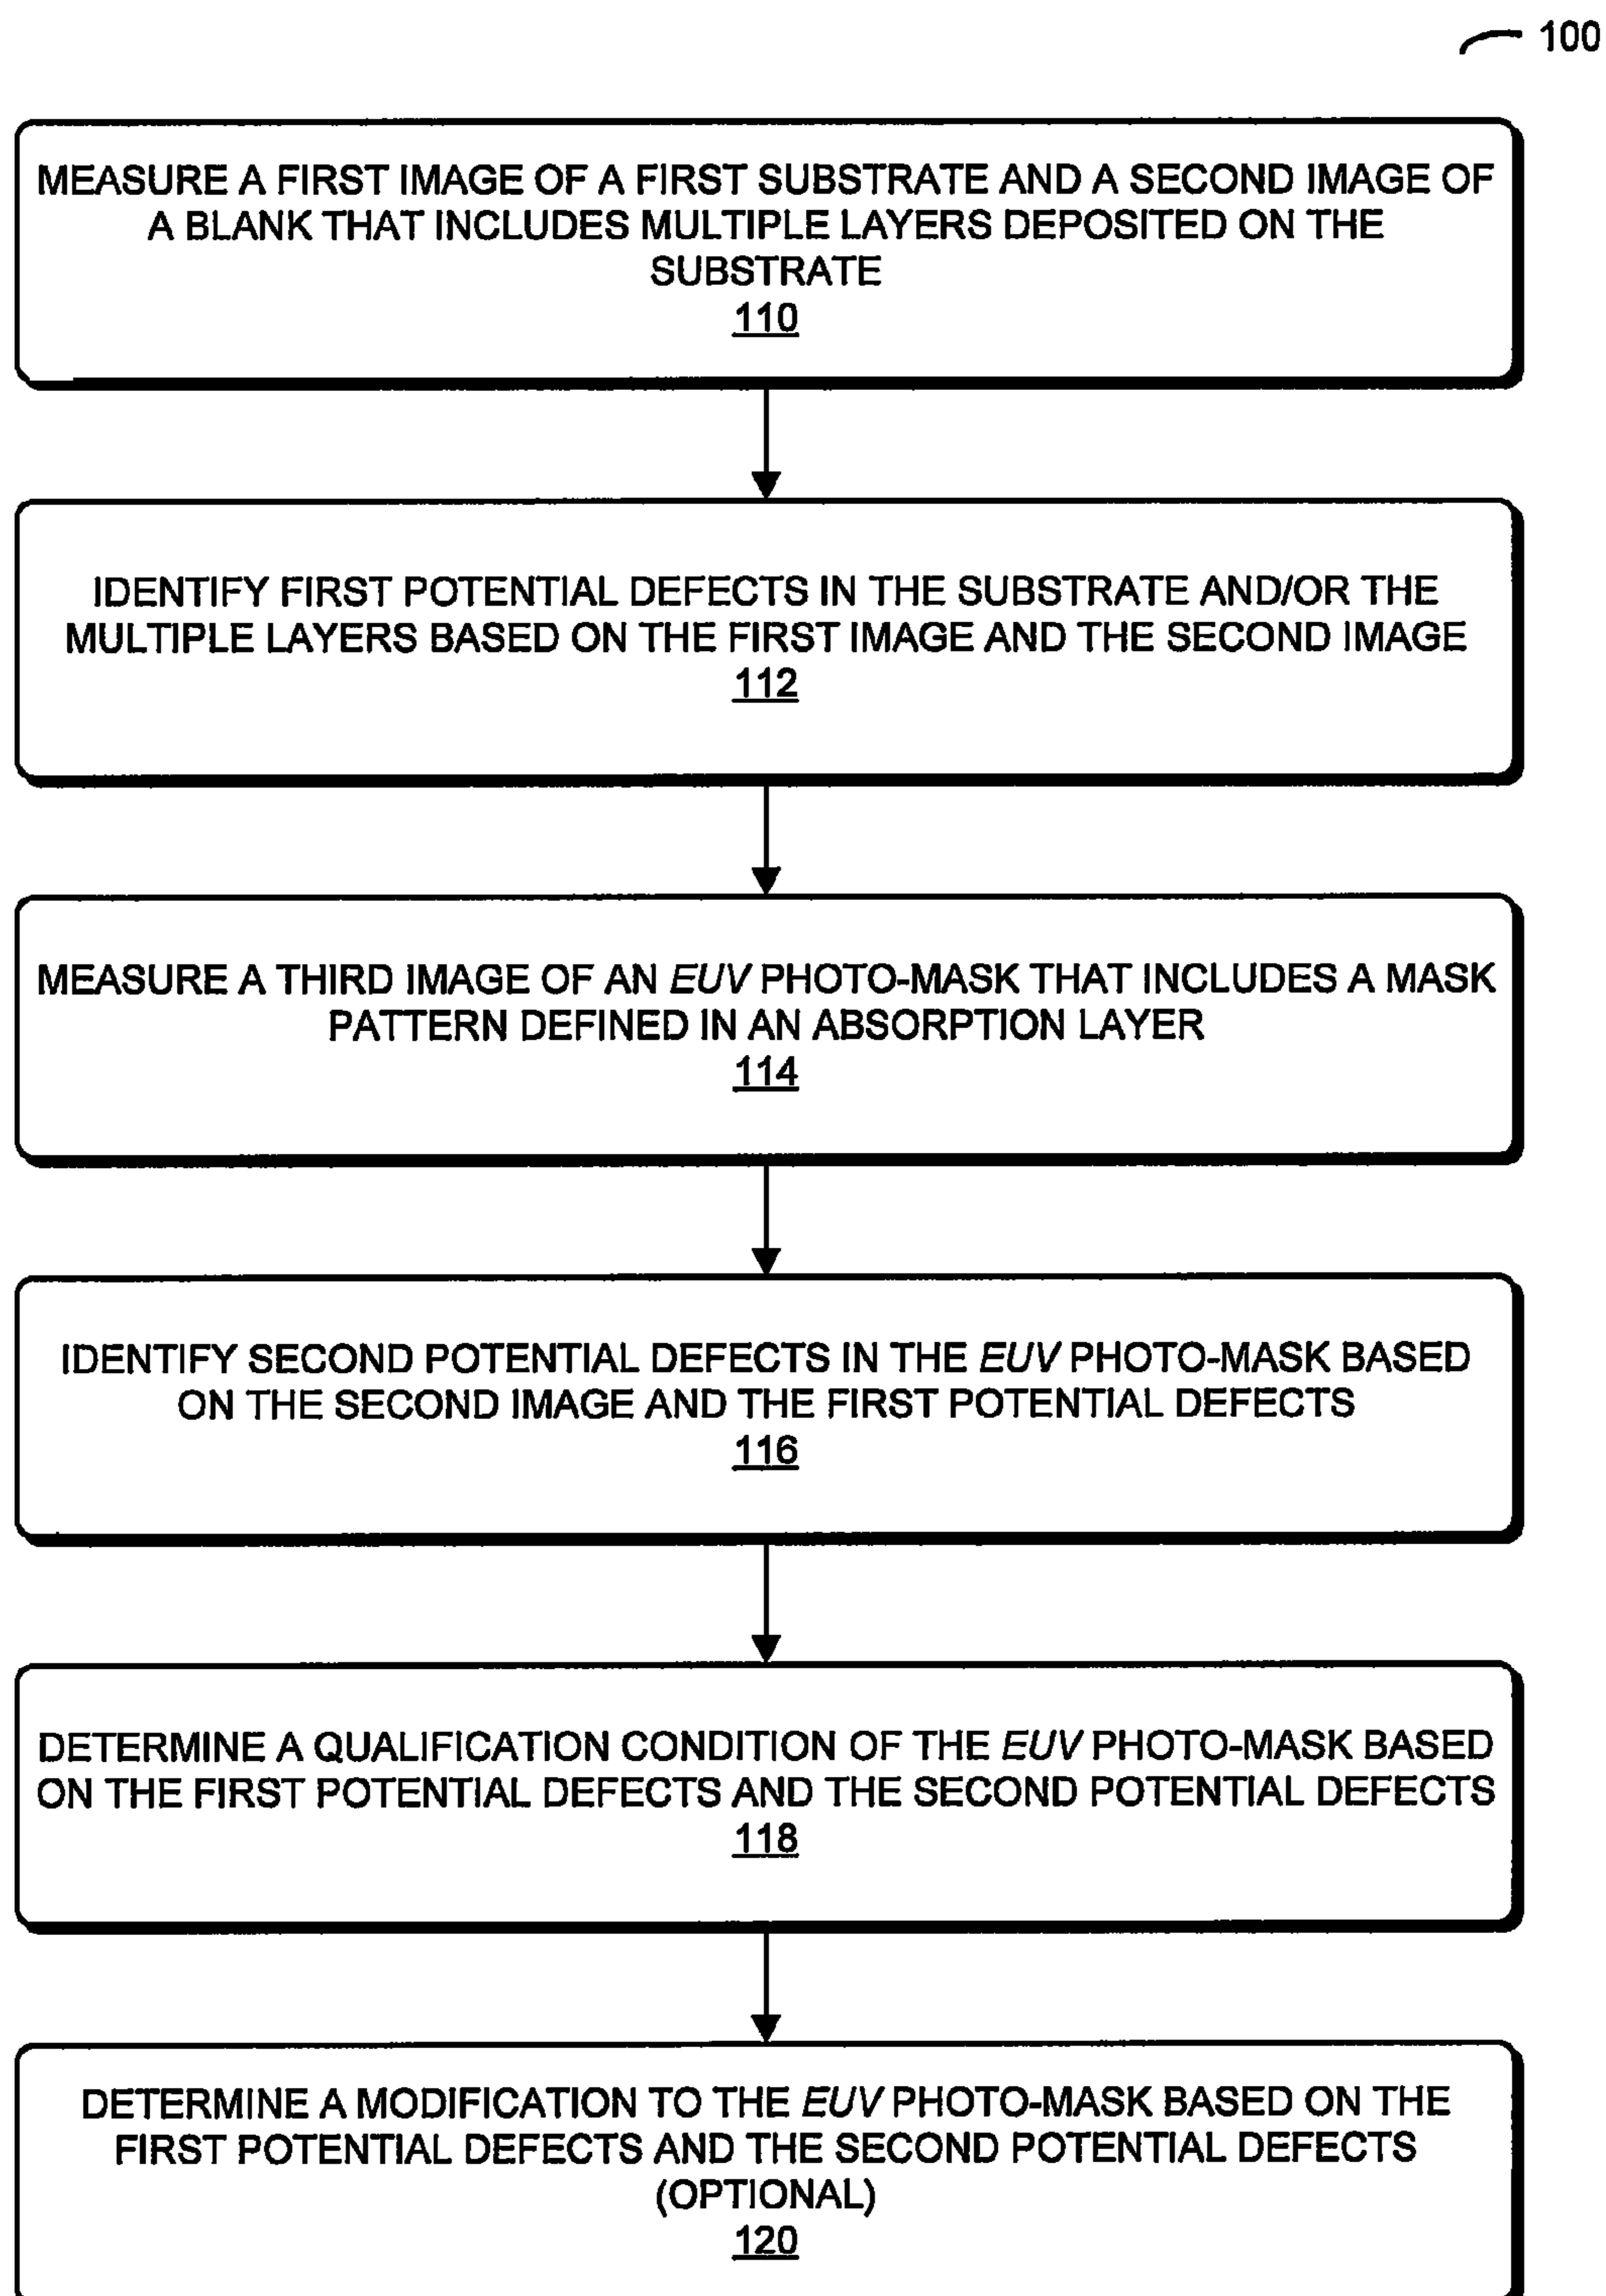 100
MEASURE A FIRST IMAGE OF A FIRST SUBSTRATE AND A SECOND IMAGE OF
A BLANK THAT INCLUDES MULTIPLE LAYERS DEPOSITED ON THE
SUBSTRATE
110
IDENTIFY FIRST POTENTIAL DEFECTS IN THE SUBSTRATE AND/OR THE
MULTIPLE LAYERS BASED ON THE FIRST IMAGE AND THE SECOND IMAGE
112
MEASURE A THIRD IMAGE OF AN EUV PHOTO-MASK THAT INCLUDES A MASK
PATTERN DEFINED IN AN ABSORPTION LAYER
114
IDENTIFY SECOND POTENTIAL DEFECTS IN THE EUV PHOTO-MASK BASED
ON THE SECOND IMAGE AND THE FIRST POTENTIAL DEFECTS
116
DETERMINE A QUALIFICATION CONDITION OF THE EUV PHOTO-MASK BASED
ON THE FIRST POTENTIAL DEFECTS AND THE SECOND POTENTIAL DEFECTS
118
DETERMINE A MODIFICATION TO THE EUV PHOTO-MASK BASED ON THE
FIRST POTENTIAL DEFECTS AND THE SECOND POTENTIAL DEFECTS
(OPTIONAL)
120